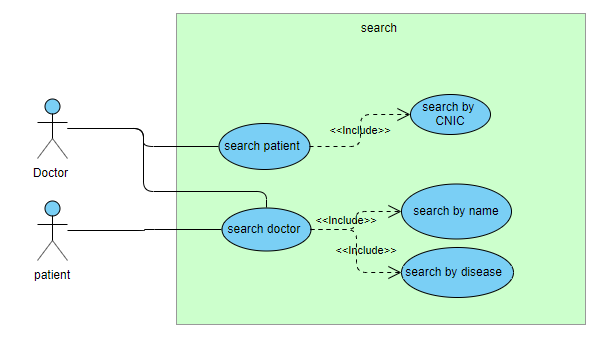 search
search by
CNIC
<<Include>>
search patient
Doctor
search by name
<<Include>>
search doctor
<<Include>>
search by disease
patient